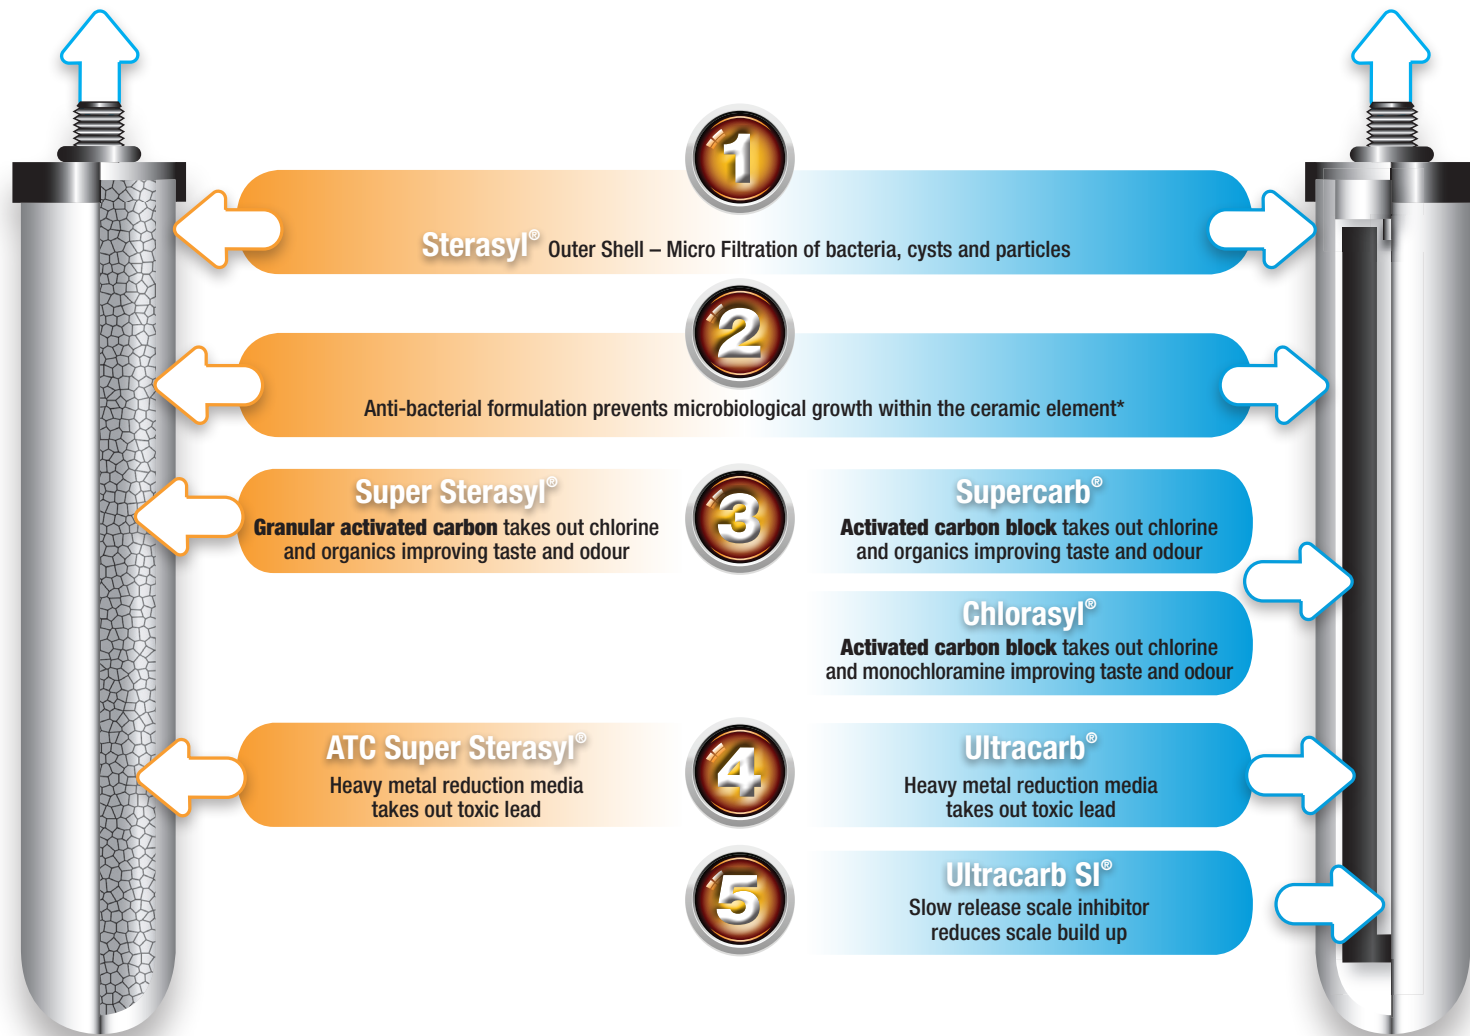 1
Sterasyl® Outer Shell – Micro Filtration of bacteria, cysts and particles
2
Anti-bacterial formulation prevents microbiological growth within the ceramic element*
3
Super Sterasyl®
Granular activated carbon takes out chlorine
and organics improving taste and odour
Supercarb®
Activated carbon block takes out chlorine
and organics improving taste and odour
Chlorasyl®
Activated carbon block takes out chlorine
and monochloramine improving taste and odour
4
ATC Super Sterasyl®
Heavy metal reduction media
takes out toxic lead
Ultracarb®
Heavy metal reduction media
takes out toxic lead
5
Ultracarb SI®
Slow release scale inhibitor
reduces scale build up